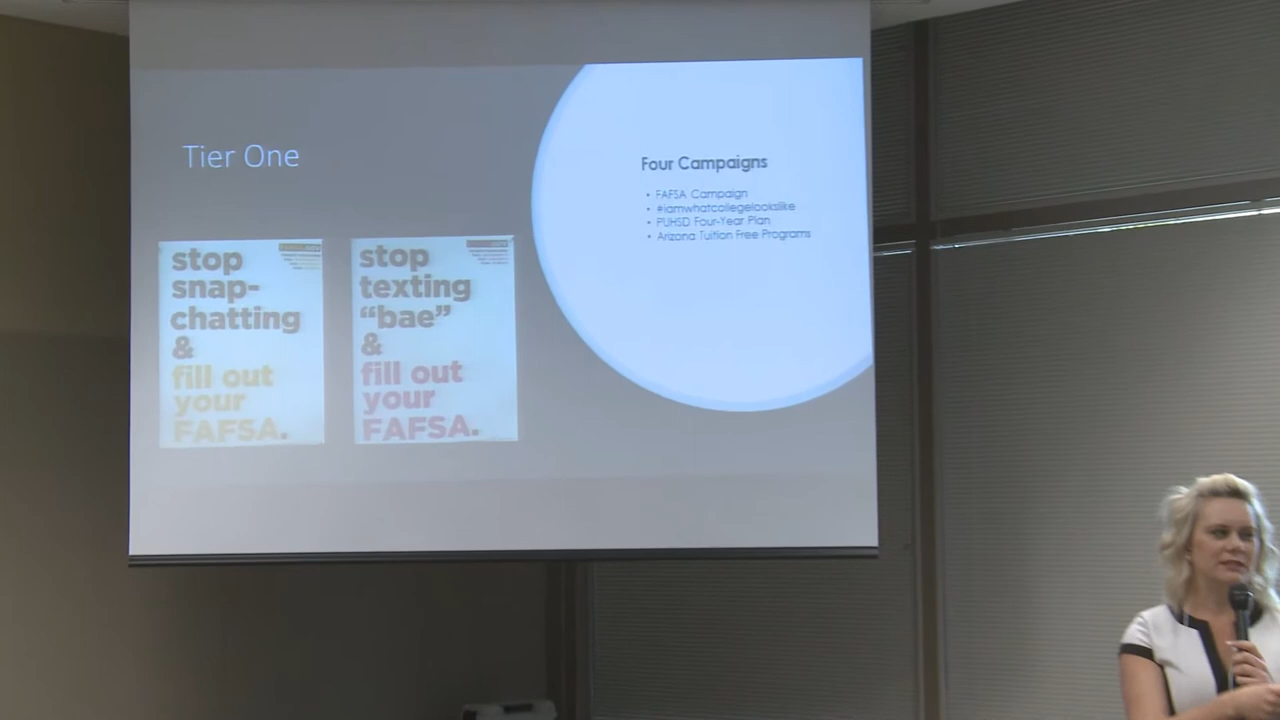 Tier One
Four Campaigns
• FAFSA Campaign
• #iamwhatcollegelookslike
• PUHSD Four-Year Plan
• Arizona Tuition Free Programs
stop
snap-
chatting
&
fill out
your
FAFSA.
stop
texting
“bae”
&
fill out
your
FAFSA.